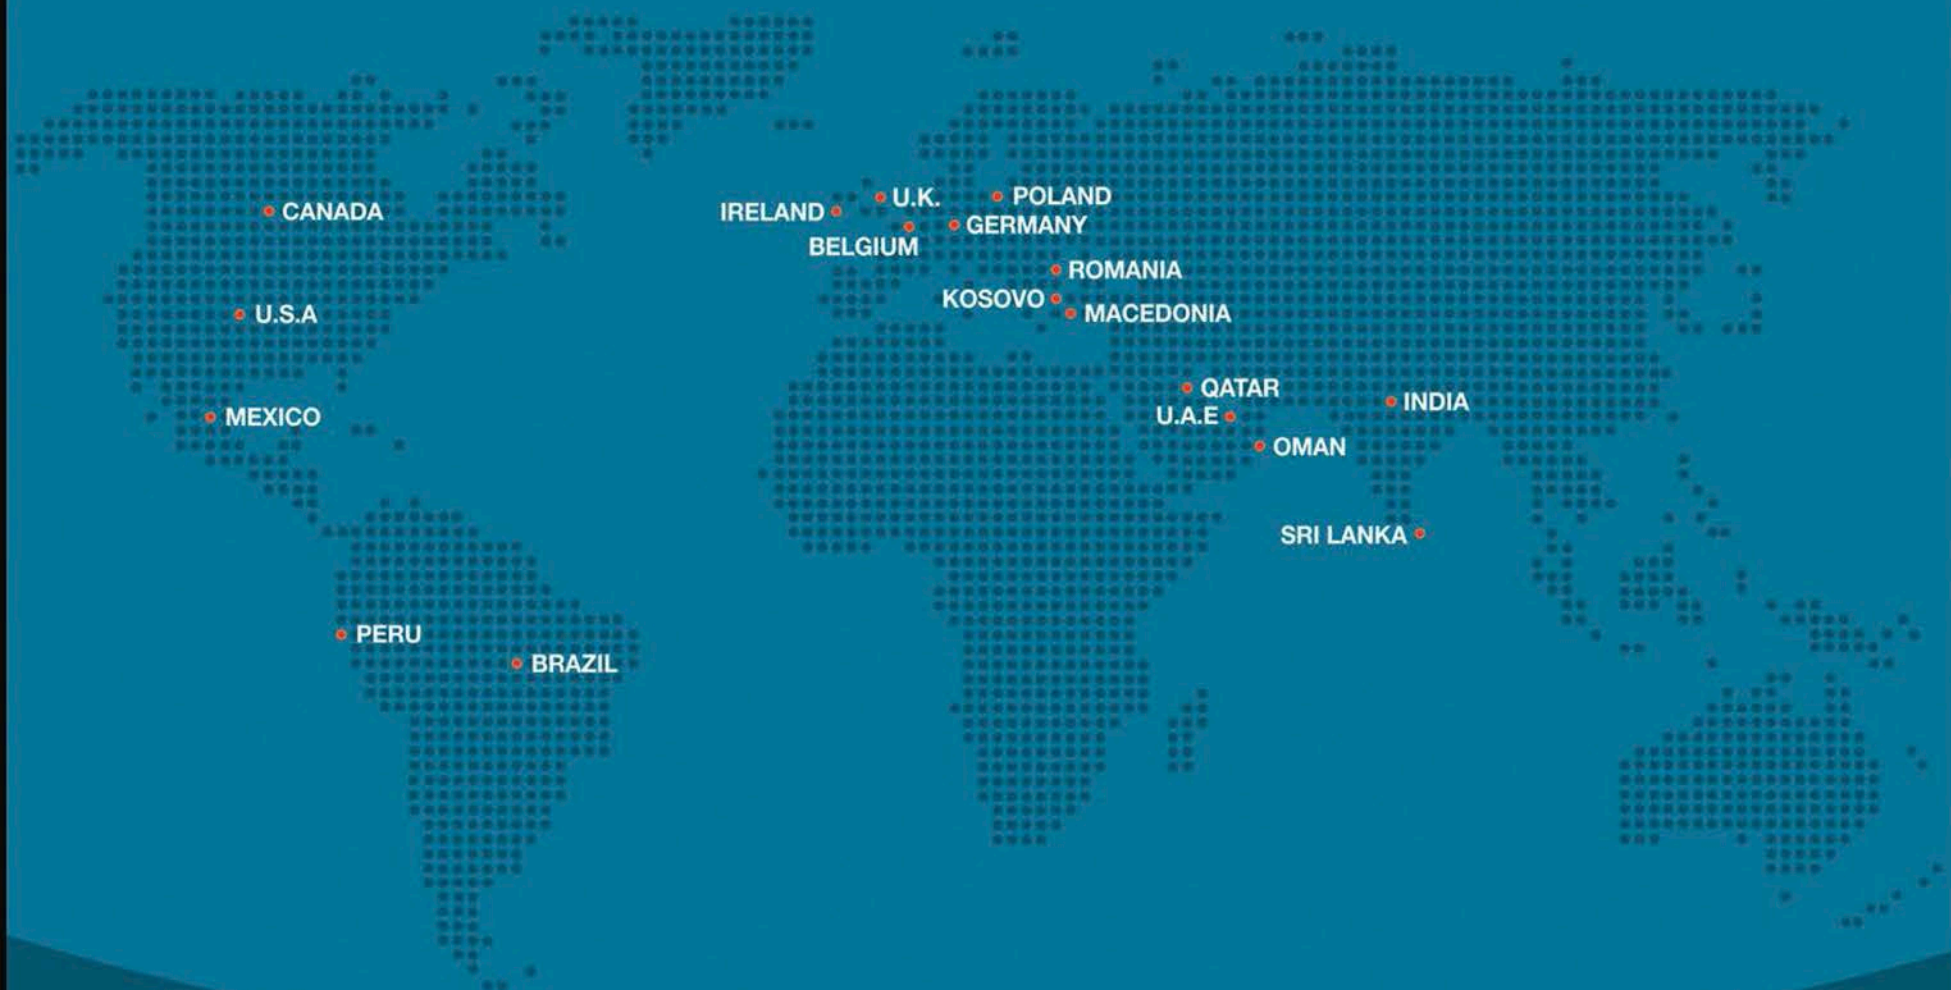 U.K.
POLAND
CANADA
IRELAND
GERMANY
BELGIUM
ROMANIA
KOSOVO
U.S.A
MACEDONIA
QATAR
INDIA
MEXICO
U.A.E
OMAN
SRI LANKA
PERU
BRAZIL